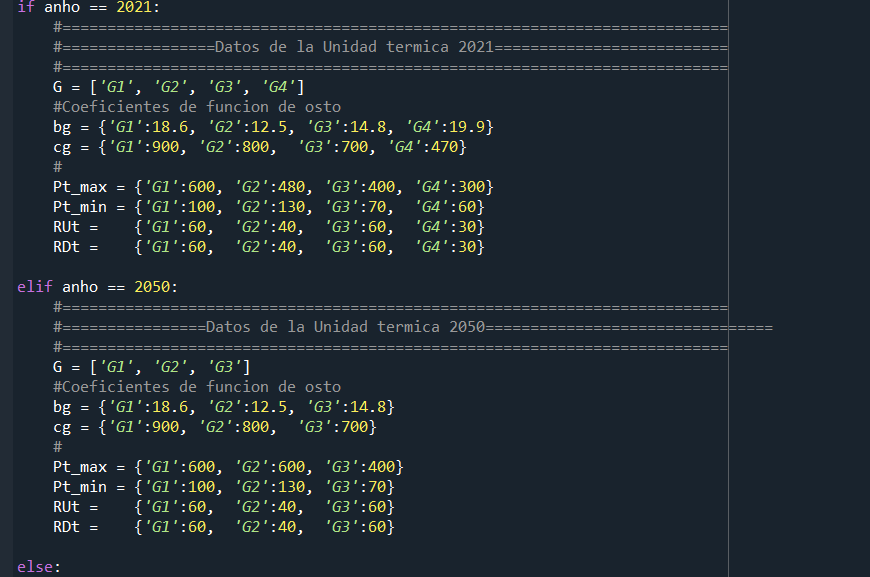 if anho == 2021:
#==========================================================================
#=================Datos de la Unidad termica 2021==========================
#==========================================================================
G = ['G1', 'G2', 'G3', 'G4']
#Coeficientes de funcion de osto
bg = {'G1':18.6, 'G2':12.5, 'G3':14.8, 'G4':19.9}
cg = {'G1':900, 'G2':800,  'G3':700, 'G4':470}
#
Pt_max = {'G1':600, 'G2':480, 'G3':400, 'G4':300}
Pt_min = {'G1':100, 'G2':130, 'G3':70,  'G4':60}
RUt =    {'G1':60,  'G2':40,  'G3':60,  'G4':30}
RDt =    {'G1':60,  'G2':40,  'G3':60,  'G4':30}
elif anho == 2050:
#==========================================================================
#================Datos de la Unidad termica 2050================================
#==========================================================================
G = ['G1', 'G2', 'G3']
#Coeficientes de funcion de osto
bg = {'G1':18.6, 'G2':12.5, 'G3':14.8}
cg = {'G1':900, 'G2':800,  'G3':700}
#
Pt_max = {'G1':600, 'G2':600, 'G3':400}
Pt_min = {'G1':100, 'G2':130, 'G3':70}
RUt =    {'G1':60,  'G2':40,  'G3':60}
RDt =    {'G1':60,  'G2':40,  'G3':60}
else: